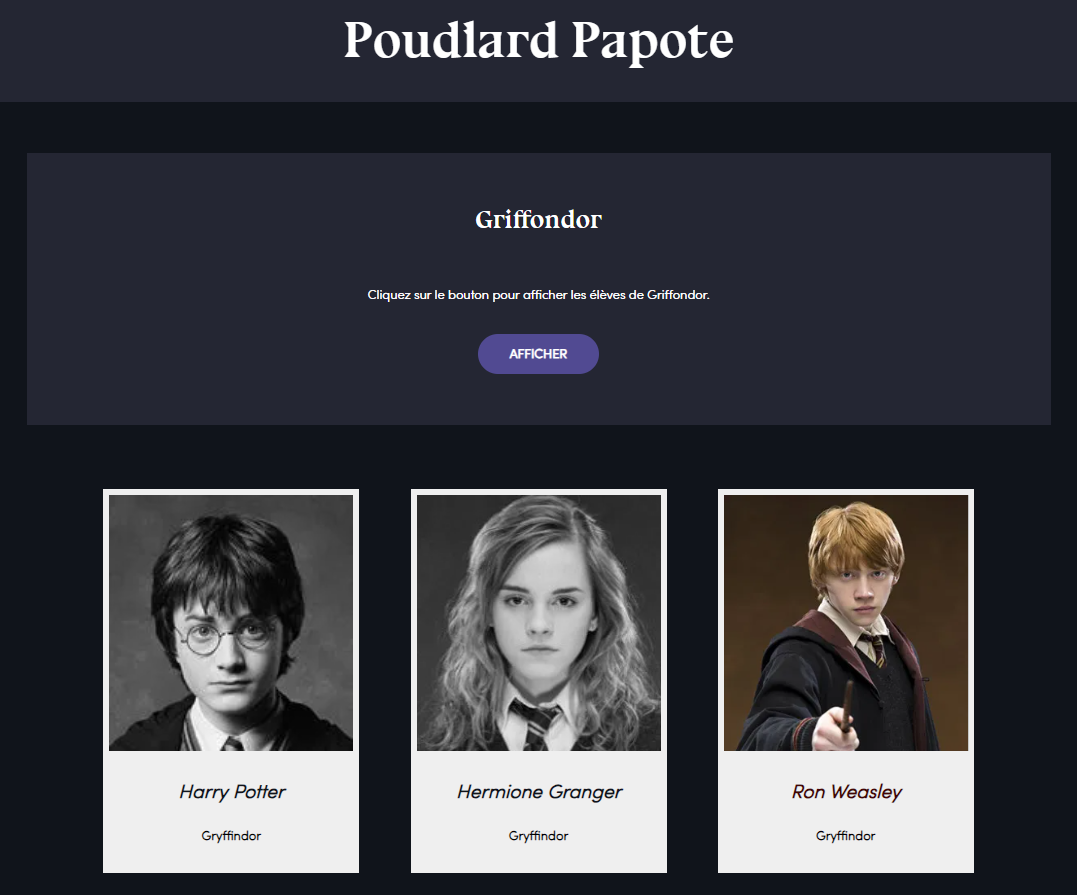 Poudlard Papote
Griffondor
Cliquez sur le bouton pour afficher les élèves de Griffondor.
AFFICHER
Harry Potter
Hermione Granger
Ron Weasley
Gryffindor
Gryffindor
Gryffindor